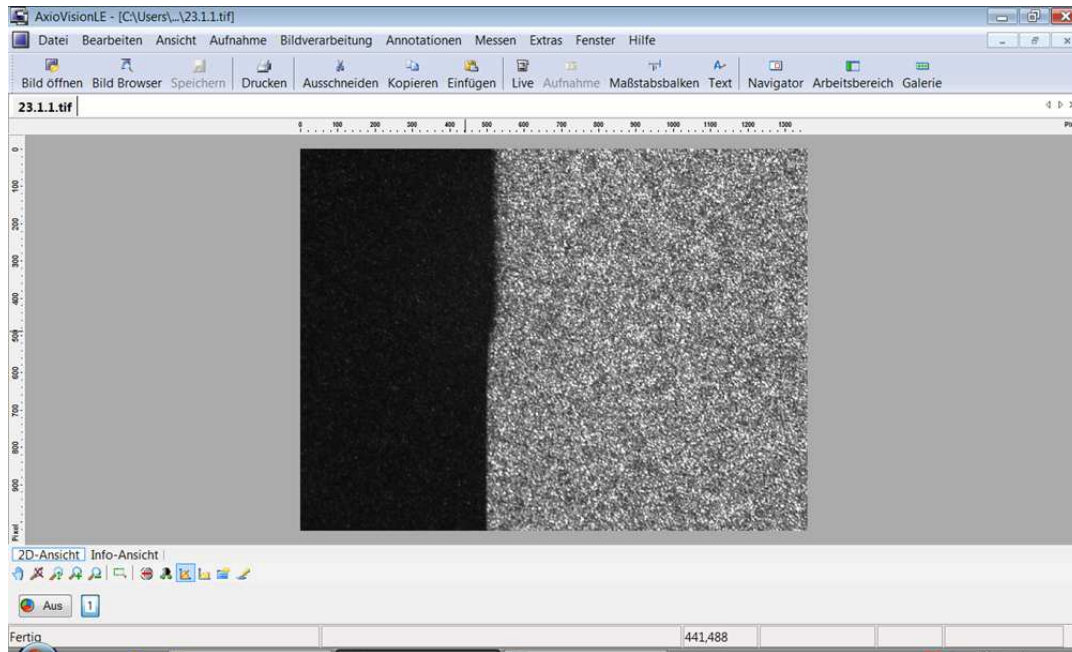 AxioVisionLE - [C:\Users\...\23.1.1.tif]
Datei Bearbeiten Ansicht Aufnahme Bildverarbeitung Annotationen Messen Extras Fenster Hilfe
Bild öffnen Bild Browser Speichern Drucken Ausschneiden Kopieren Einfügen Live Aufnahme Maßstabsbalken Text Navigator Arbeitsbereich Galerie
23.1.1.tif
0 100 200 300 400 500 600 700 800 900 1000 1100 1200 1300
0
100
200
300
400
500
600
700
800
900
Pixel
2D-Ansicht Info-Ansicht
Aus 1
Fertig 441,488